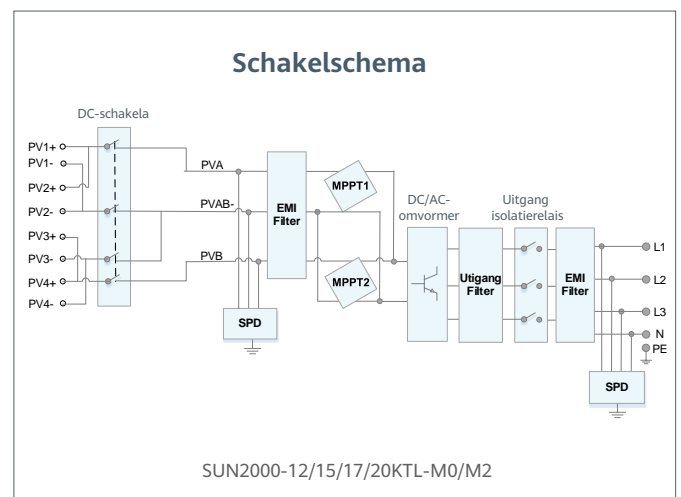 Schakelschema
DC-schakela
PV1+
PV1-
PV2+
PV2-
PV3+
PV3-
PV4+
PV4-
PVA
PVAB-
PVB
EMI
Filter
MPPT1
MPPT2
SPD
DC/AC-
omvormer
Utigang
Filter
Uitgang
isolatierelais
EMI
Filter
L1
L2
L3
N
PE
SPD
SUN2000-12/15/17/20KTL-M0/M2